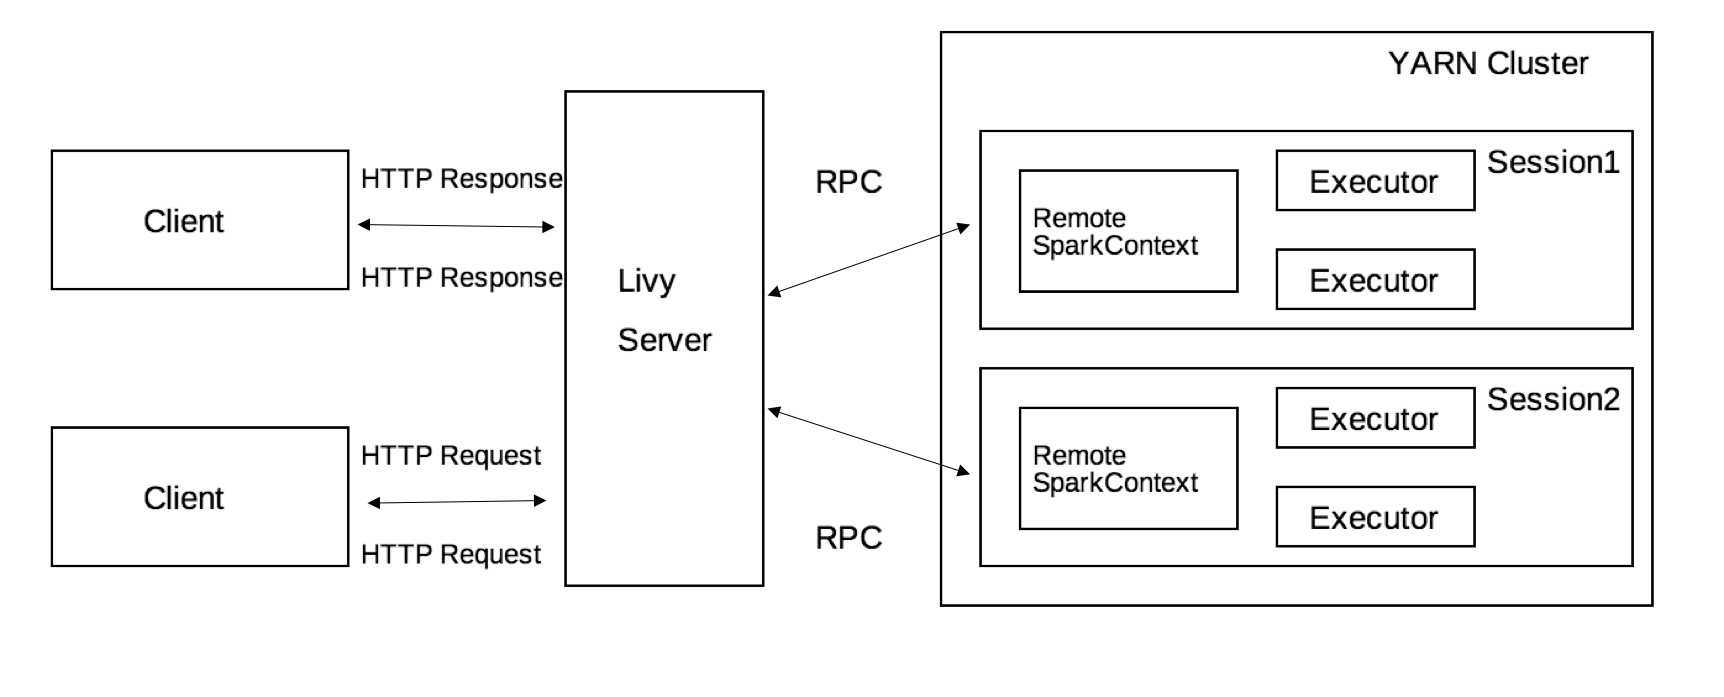 YARN Cluster
Client
HTTP Response
HTTP Response
Livy
Server
RPC
Session1
Remote
SparkContext
Executor
Executor
Client
HTTP Request
HTTP Request
RPC
Session2
Remote
SparkContext
Executor
Executor